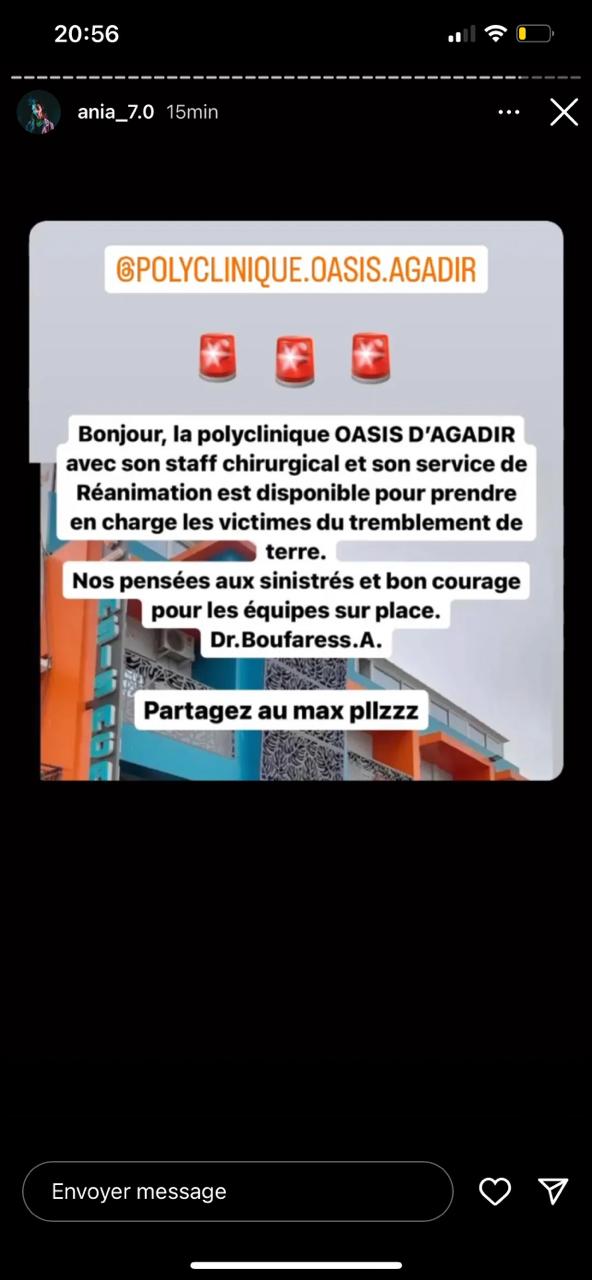 20:56
ania_7.0 15min
@POLYCLINIQUE.OASIS.AGADIR
Bonjour, la polyclinique OASIS D'AGADIR
avec son staff chirurgical et son service de
Réanimation est disponible pour prendre
en charge les victimes du tremblement de
terre.
Nos pensées aux sinistrés et bon courage
pour les équipes sur place.
Dr.Boufaress.A.
Partagez au max pllzzz
Envoyer message